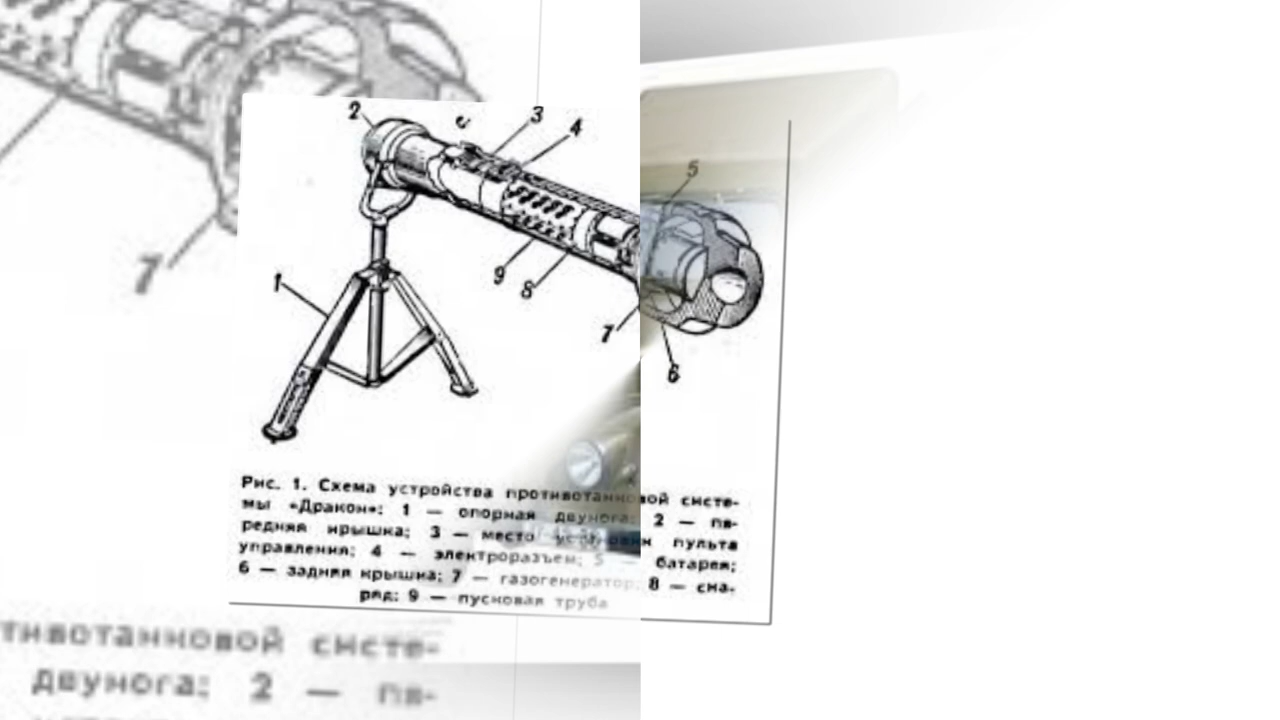 2
3
4
5
1
9
8
7
6
7
Рис. 1. Схема устройства противотанковой систе-
мы «Дракон»: 1 — опорная двунога; 2 — пе-
редняя крышка; 3 — место установки пульта
управления; 4 — электроразъем; 5 — батарея;
6 — задняя крышка; 7 — газогенератор; 8 — сна-
ряд; 9 — пусковая труба
тивотанковой систе-
двунога; 2 — пе-